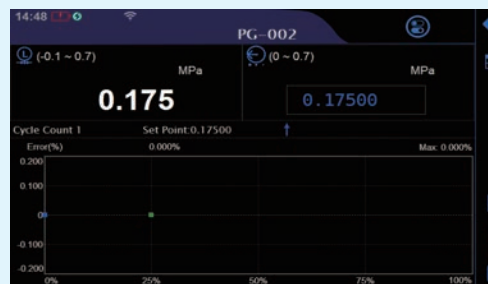 14:48
PG-002
(-0.1 ~ 0.7)
MPa
0.175
(0 ~ 0.7)
MPa
0.17500
Cycle Count 1 Set Point:0.17500
Error(%) 0.000% Max: 0.000%
0.200
0.100
0
-0.100
-0.200
0% 25% 50% 75% 100%